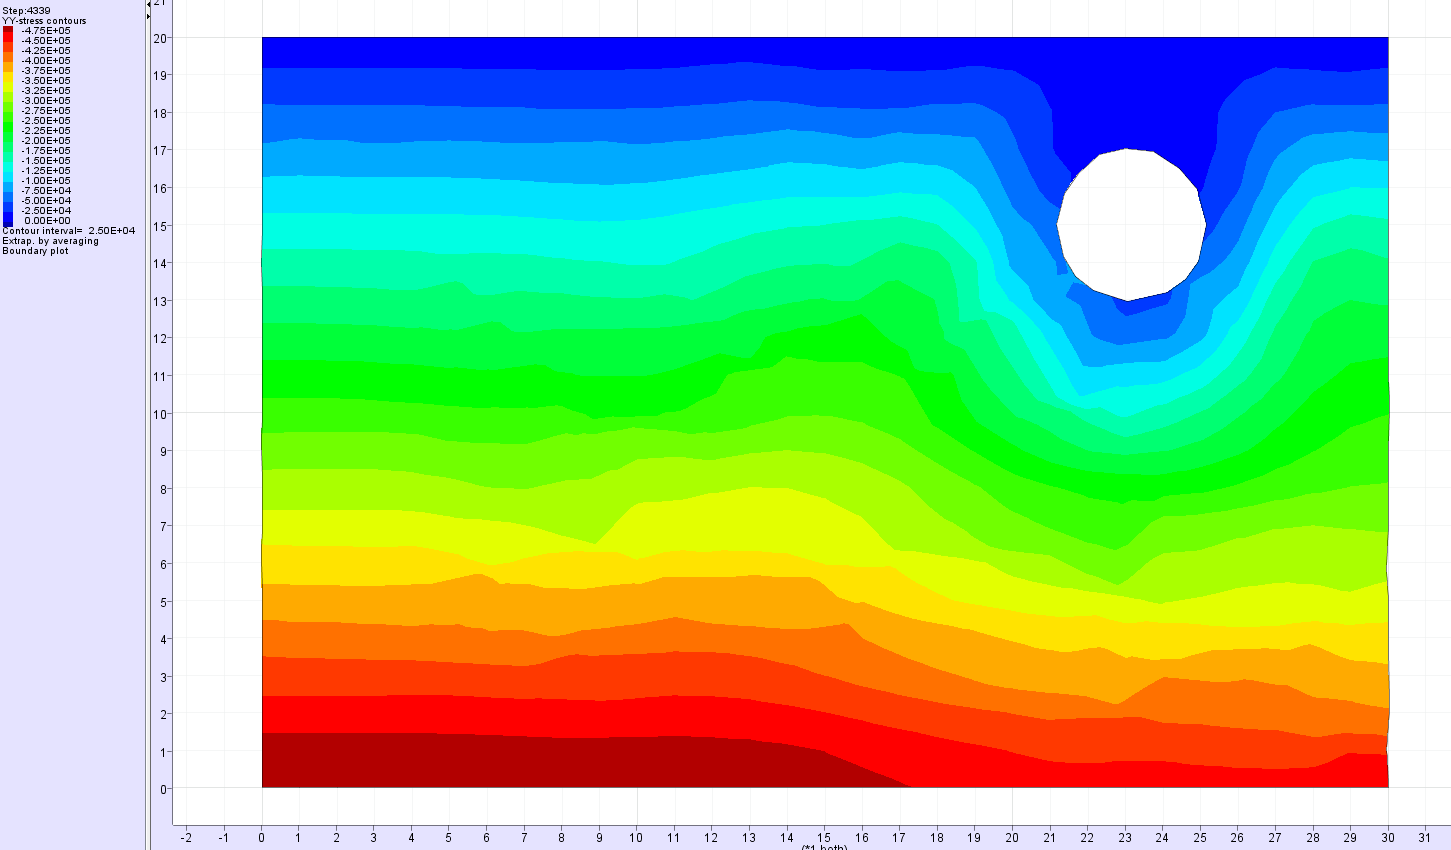 Step:4339
YY-stress contours
-4.75E+05
-4.50E+05
-4.25E+05
-4.00E+05
-3.75E+05
-3.50E+05
-3.25E+05
-3.00E+05
-2.75E+05
-2.50E+05
-2.25E+05
-2.00E+05
-1.75E+05
-1.50E+05
-1.25E+05
-1.00E+05
-7.50E+04
-5.00E+04
-2.50E+04
0.00E+00
Contour interval= 2.50E+04
Extrap. by averaging
Boundary plot
21
20
19
18
17
16
15
14
13
12
11
10
9
8
7
6
5
4
3
2
1
0
-2 -1 0 1 2 3 4 5 6 7 8 9 10 11 12 13 14 15 16 17 18 19 20 21 22 23 24 25 26 27 28 29 30 31
(*1 both)